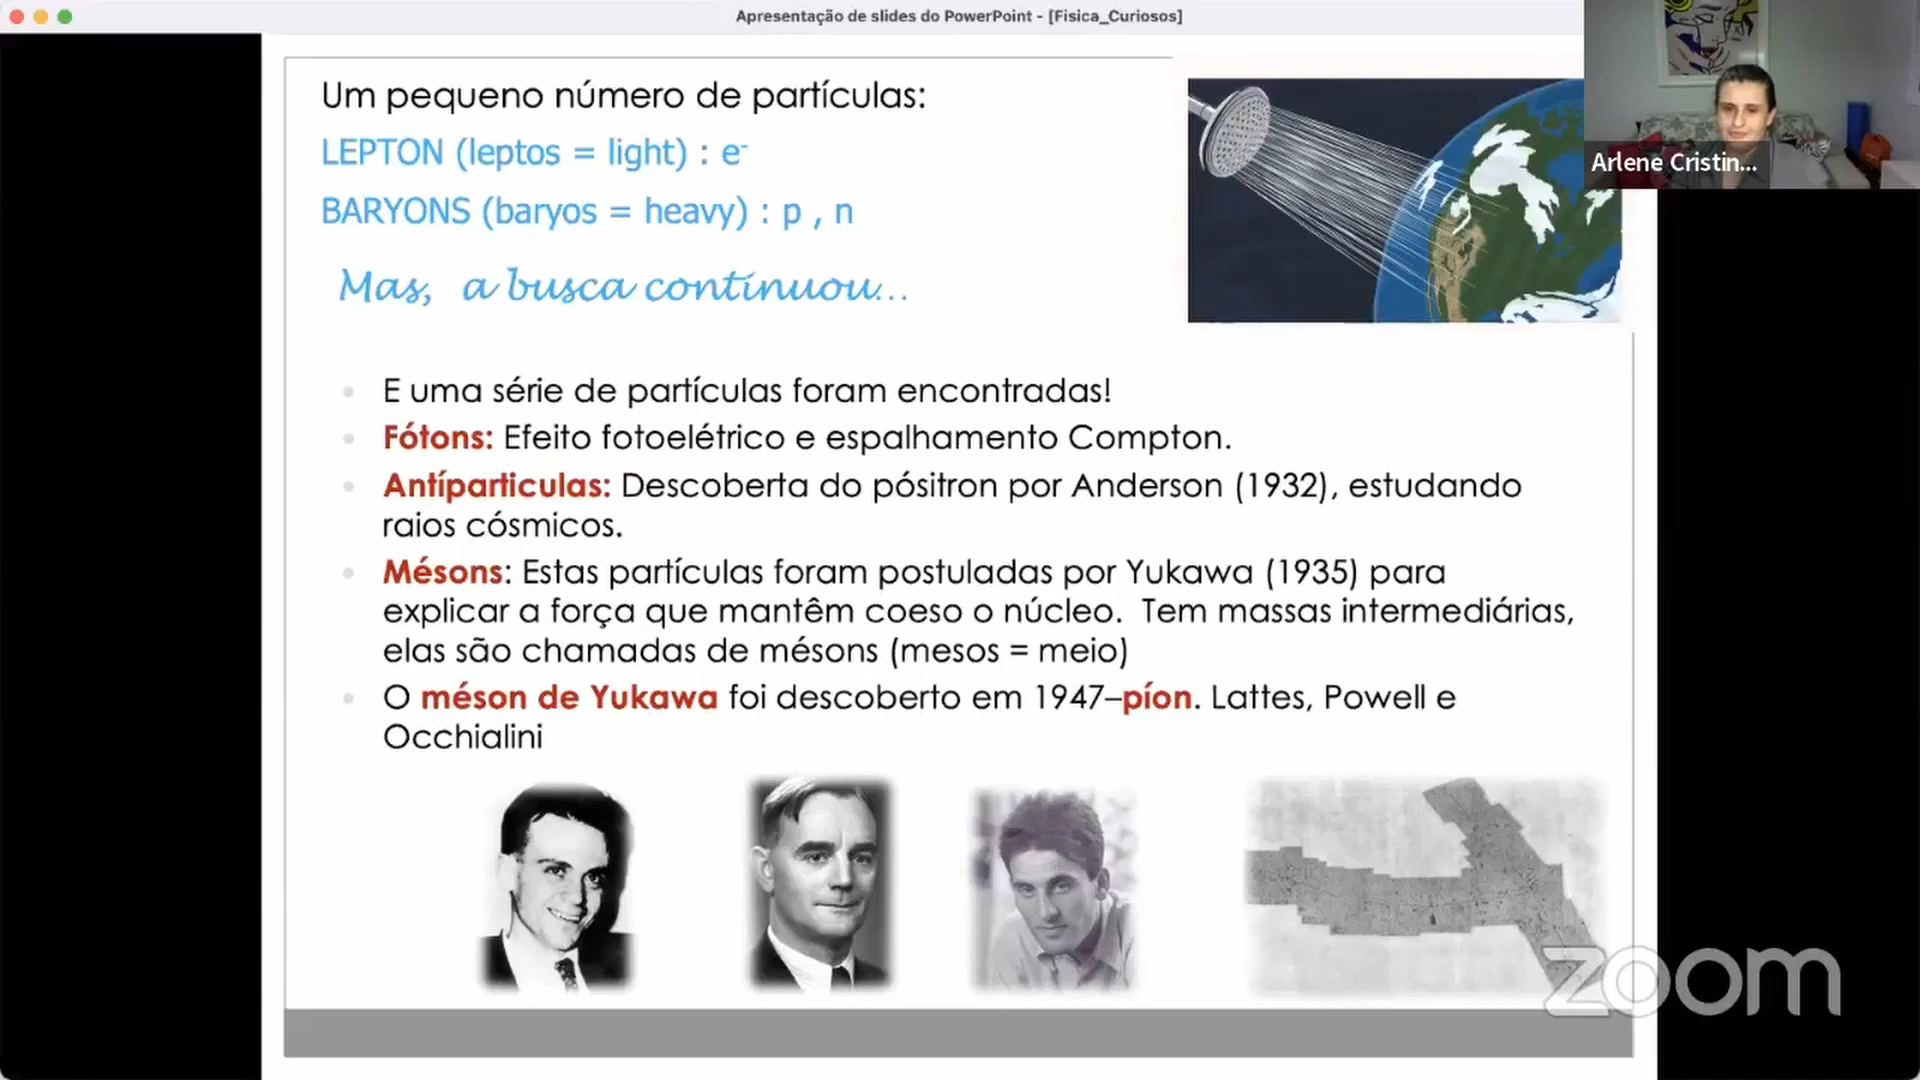 Apresentação de slides do PowerPoint - [Fisica_Curiosos]
Um pequeno número de partículas:
LEPTON (leptos = light) : e-
BARYONS (baryos = heavy) : p , n
Mas, a busca continuou...
Arlene Cristin...
E uma série de partículas foram encontradas!
Fótons: Efeito fotoelétrico e espalhamento Compton.
Antíparticulas: Descoberta do pósitron por Anderson (1932), estudando
raios cósmicos.
Mésons: Estas partículas foram postuladas por Yukawa (1935) para
explicar a força que mantêm coeso o núcleo. Tem massas intermediárias,
elas são chamadas de mésons (mesos = meio)
O méson de Yukawa foi descoberto em 1947–píon. Lattes, Powell e
Occhialini
zoom